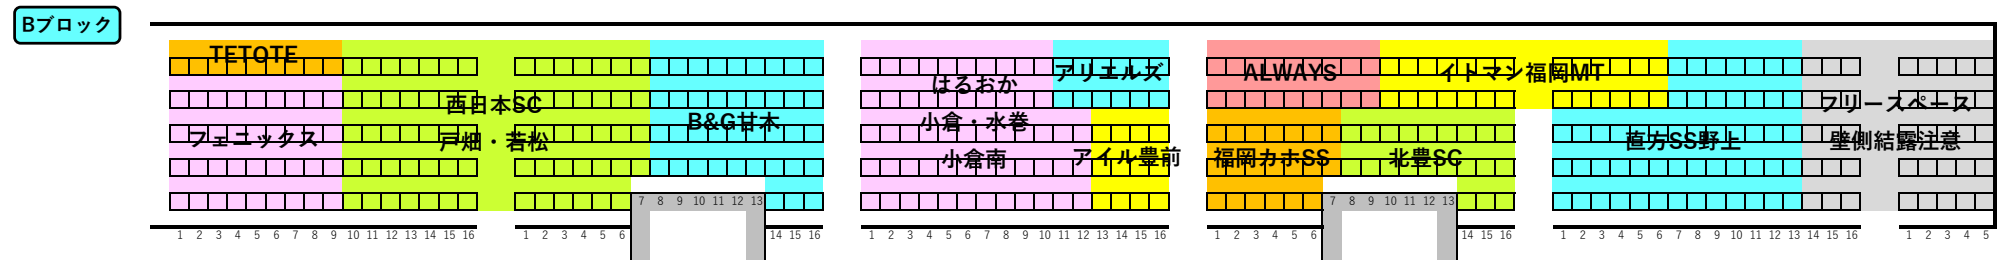 Bブロック
TETOTE
フェニックス
西日本SC
戸畑・若松
B&G甘木
はるおか
小倉・水巻
小倉南
アリエルズ
アイル豊前
ALWAYS
イトマン福岡MT
福岡カホSS
北豊SC
直方SS野上
フリースペース
壁側結露注意
7 8 9 10 11 12 13
7 8 9 10 11 12 13
1 2 3 4 5 6 7 8 9 10 11 12 13 14 15 16
1 2 3 4 5 6
14 15 16
1 2 3 4 5 6 7 8 9 10 11 12 13 14 15 16
1 2 3 4 5 6
14 15 16
1 2 3 4 5 6 7 8 9 10 11 12 13 14 15 16
1 2 3 4 5